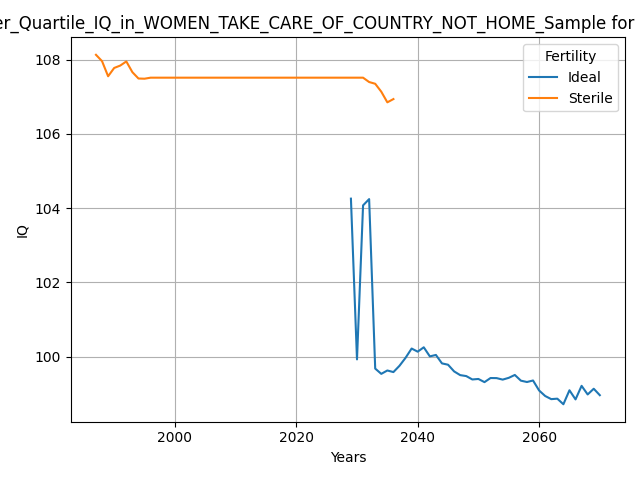 er_Quartile_IQ_in_WOMEN_TAKE_CARE_OF_COUNTRY_NOT_HOME_Sample for
Fertility
Ideal
Sterile
108
106
104
102
100
IQ
2000 2020 2040 2060
Years